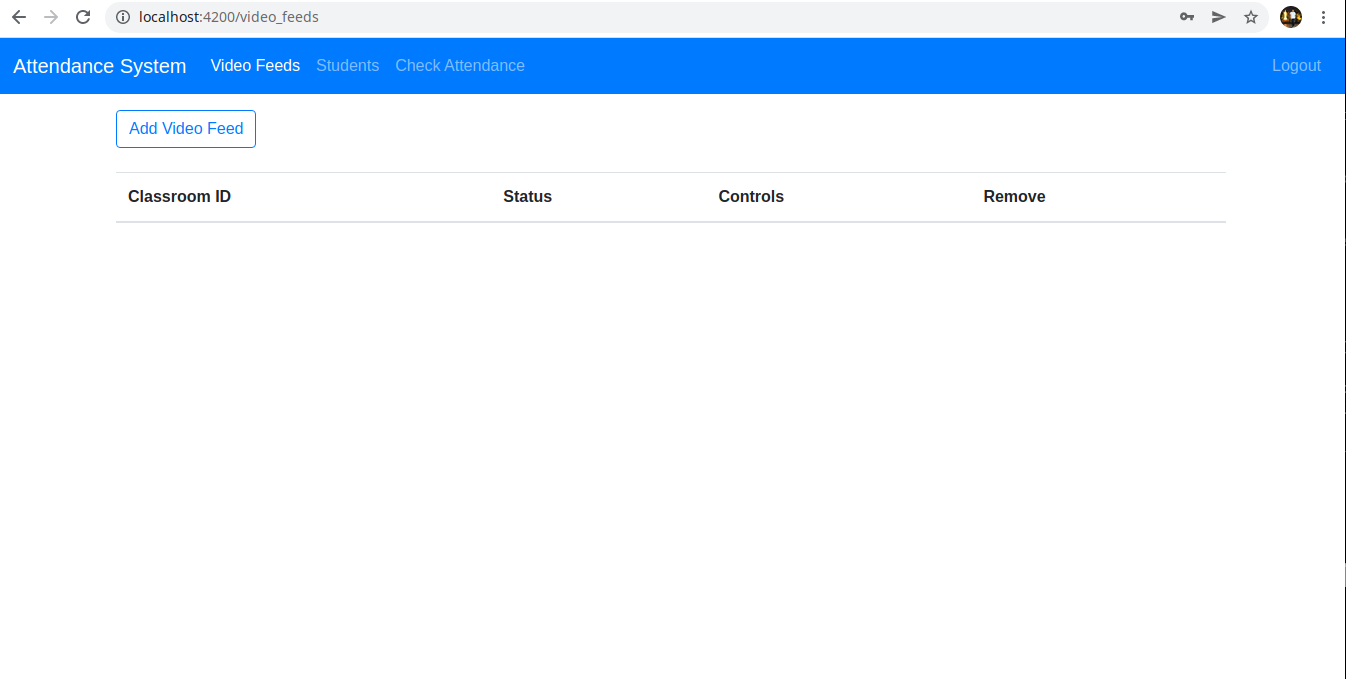 localhost:4200/video_feeds
Attendance System Video Feeds Students Check Attendance Logout
Add Video Feed
Classroom ID Status Controls Remove